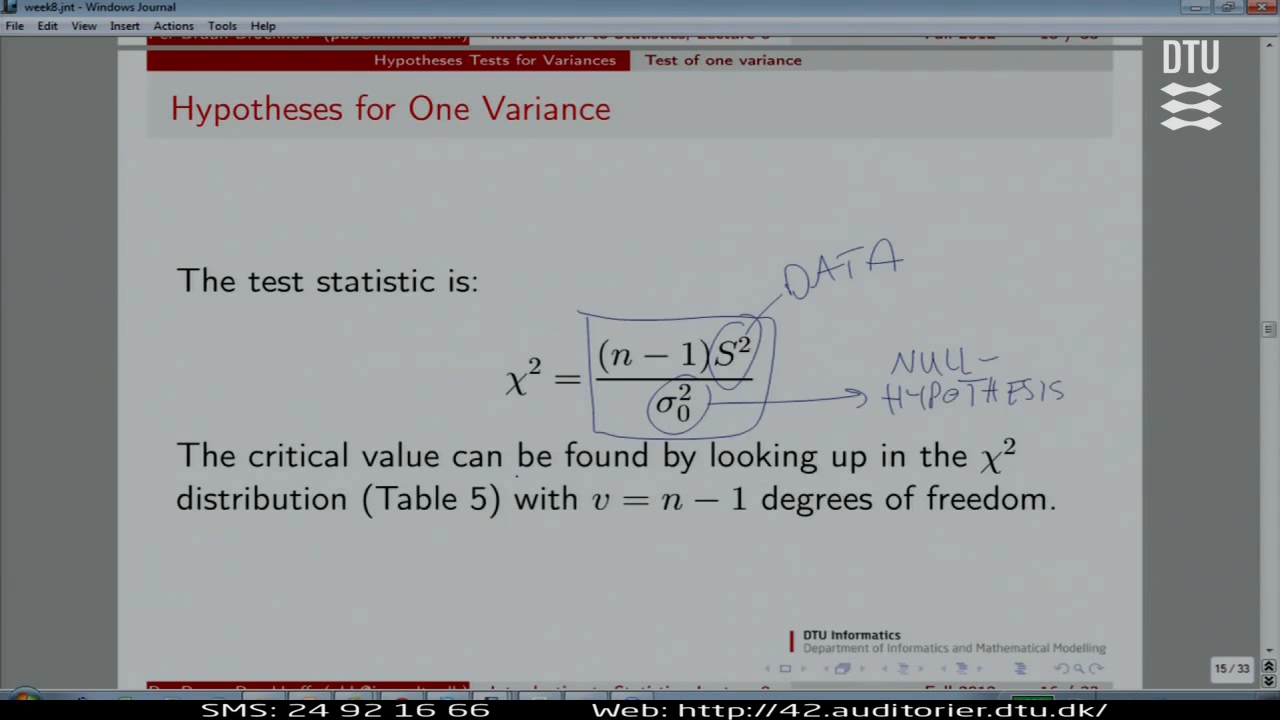 week8.jnt - Windows Journal
File Edit View Insert Actions Tools Help
DTU
Hypotheses Tests for Variances Test of one variance
Hypotheses for One Variance
DATA
The test statistic is:
χ² = (n − 1)S² / σ₀²
NULL-
HYPOTHESIS
The critical value can be found by looking up in the χ²
distribution (Table 5) with v = n − 1 degrees of freedom.
DTU Informatics
Department of Informatics and Mathematical Modelling
15 / 33
SMS: 24 92 16 66 Web: http://42.auditorier.dtu.dk/